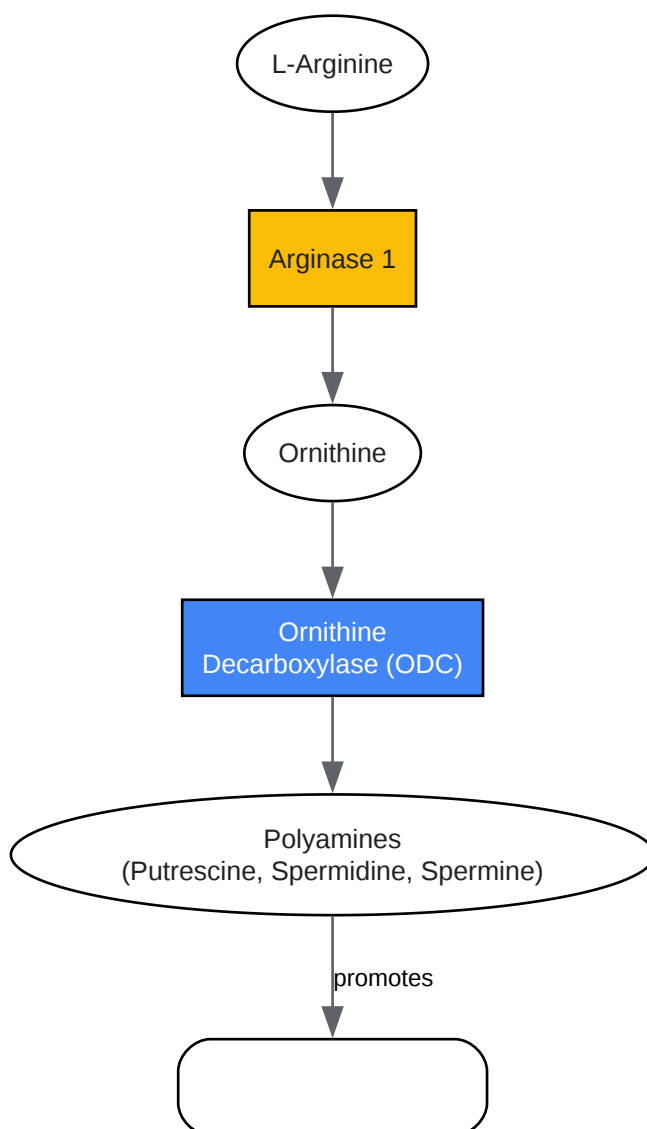 L-Arginine
Arginase 1
Ornithine
Ornithine
Decarboxylase (ODC)
Polyamines
(Putrescine, Spermidine, Spermine)
promotes